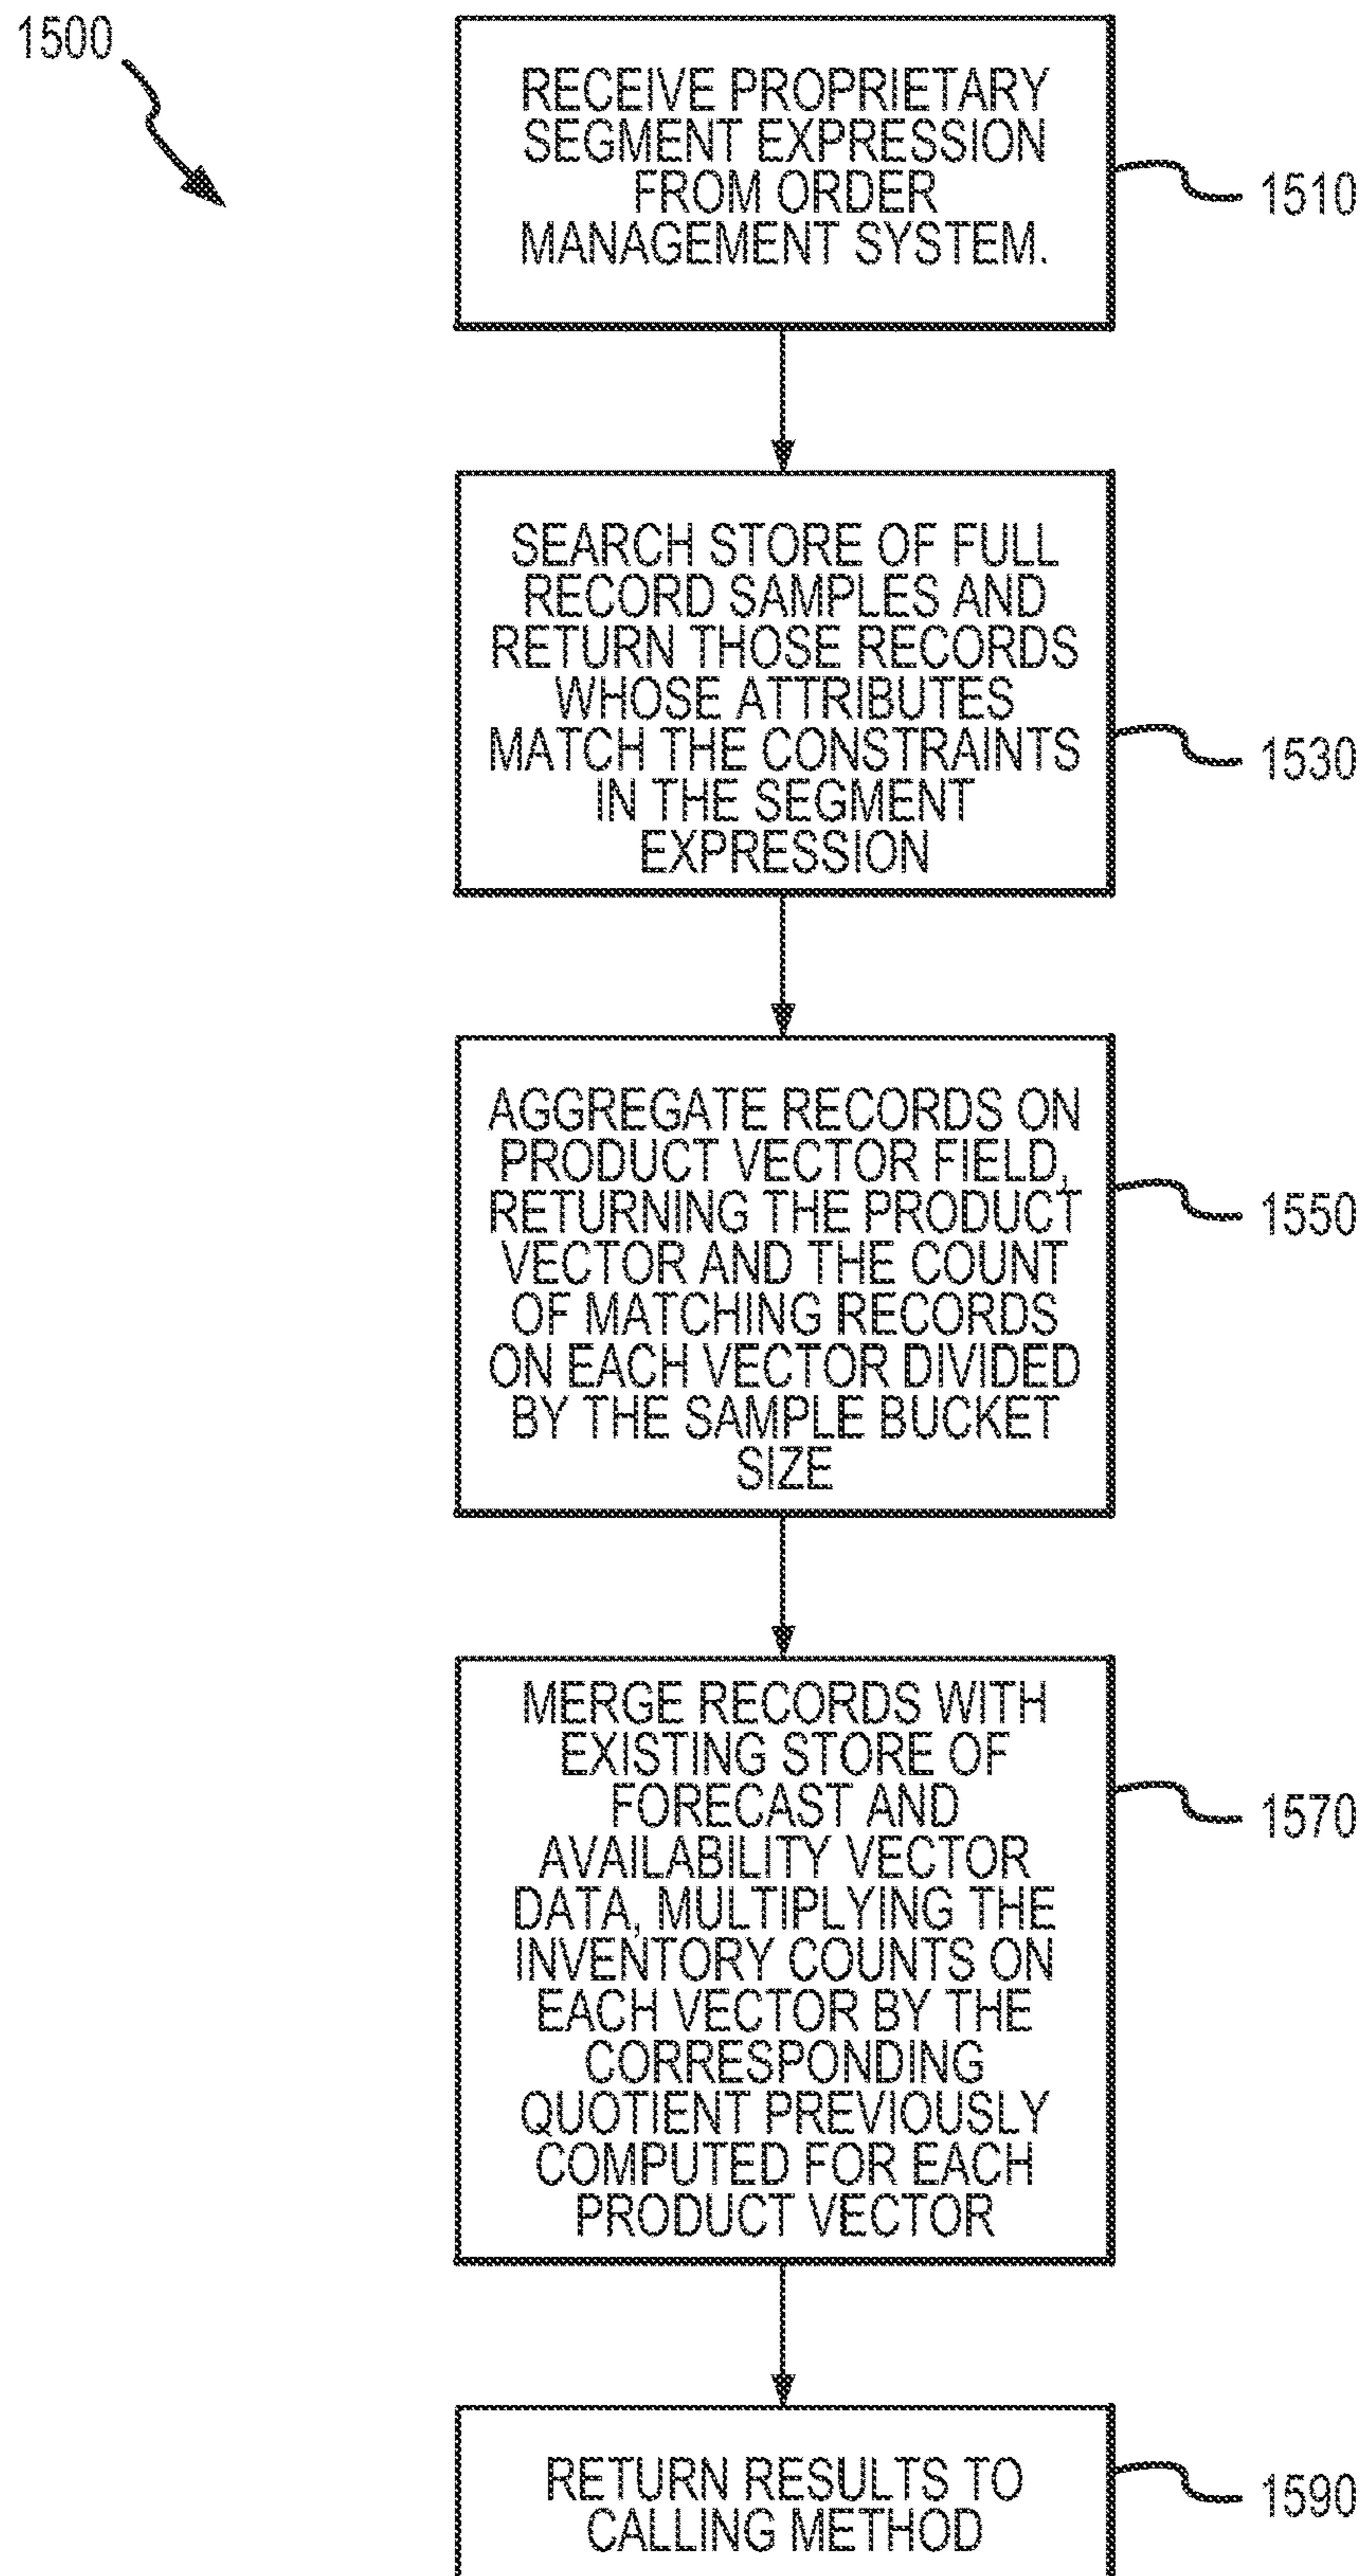 1500
RECEIVE PROPRIETARY
SEGMENT EXPRESSION
FROM ORDER
MANAGEMENT SYSTEM.
1510
SEARCH STORE OF FULL
RECORD SAMPLES AND
RETURN THOSE RECORDS
WHOSE ATTRIBUTES
MATCH THE CONSTRAINTS
IN THE SEGMENT
EXPRESSION
1530
AGGREGATE RECORDS ON
PRODUCT VECTOR FIELD,
RETURNING THE PRODUCT
VECTOR AND THE COUNT
OF MATCHING RECORDS
ON EACH VECTOR DIVIDED
BY THE SAMPLE BUCKET
SIZE
1550
MERGE RECORDS WITH
EXISTING STORE OF
FORECAST AND
AVAILABILITY VECTOR
DATA, MULTIPLYING THE
INVENTORY COUNTS ON
EACH VECTOR BY THE
CORRESPONDING
QUOTIENT PREVIOUSLY
COMPUTED FOR EACH
PRODUCT VECTOR
1570
RETURN RESULTS TO
CALLING METHOD
1590